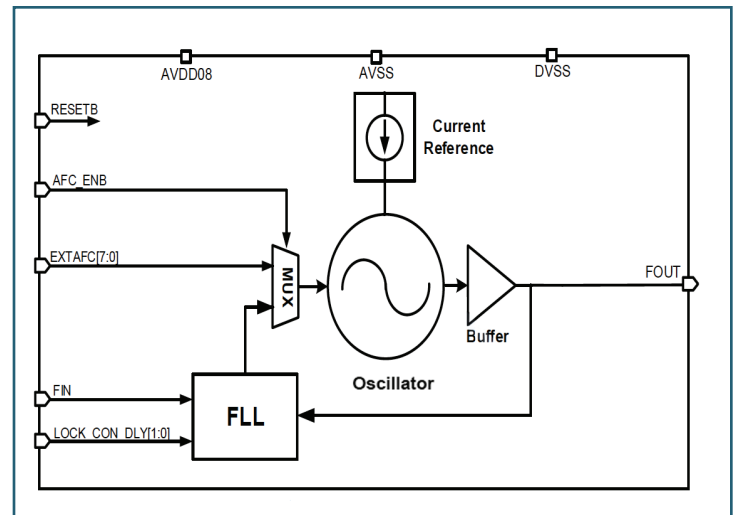 AVDD08
AVSS
DVSS
RESETB
Current
Reference
AFC_ENB
EXTAFC[7:0]
MUX
FOUT
Buffer
Oscillator
FIN
FLL
LOCK_CON_DLY[1:0]